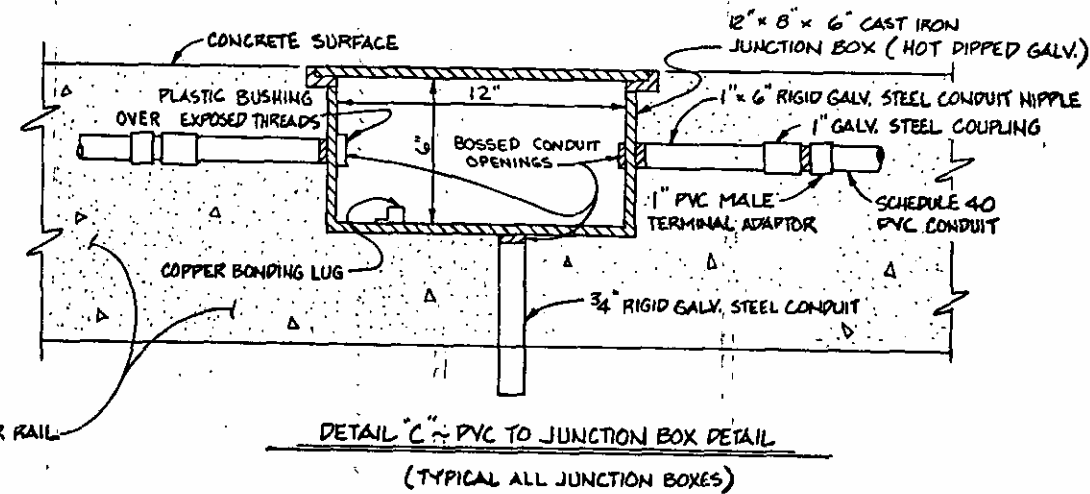 CONCRETE SURFACE
12" x 8" x 6" CAST IRON
JUNCTION BOX (HOT DIPPED GALV.)
PLASTIC BUSHING
OVER EXPOSED THREADS
12"
6"
1" x 6" RIGID GALV. STEEL CONDUIT NIPPLE
1" GALV. STEEL COUPLING
BOSSED CONDUIT
OPENINGS
1" PVC MALE
TERMINAL ADAPTOR
SCHEDULE 40
PVC CONDUIT
COPPER BONDING LUG
3/4" RIGID GALV. STEEL CONDUIT
RAIL
DETAIL "C" ~ PVC TO JUNCTION BOX DETAIL
(TYPICAL ALL JUNCTION BOXES)